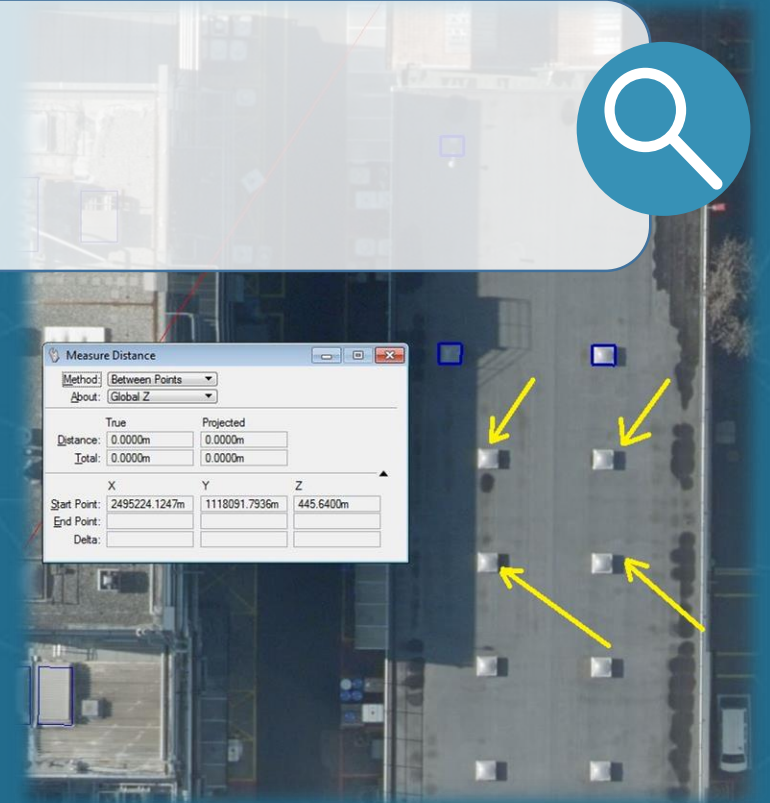 Measure Distance
Method: Between Points
About: Global Z
True Projected
Distance: 0.0000m 0.0000m
Total: 0.0000m 0.0000m
X Y Z
Start Point: 2495224.1247m 1118091.7936m 445.6400m
End Point:
Delta: